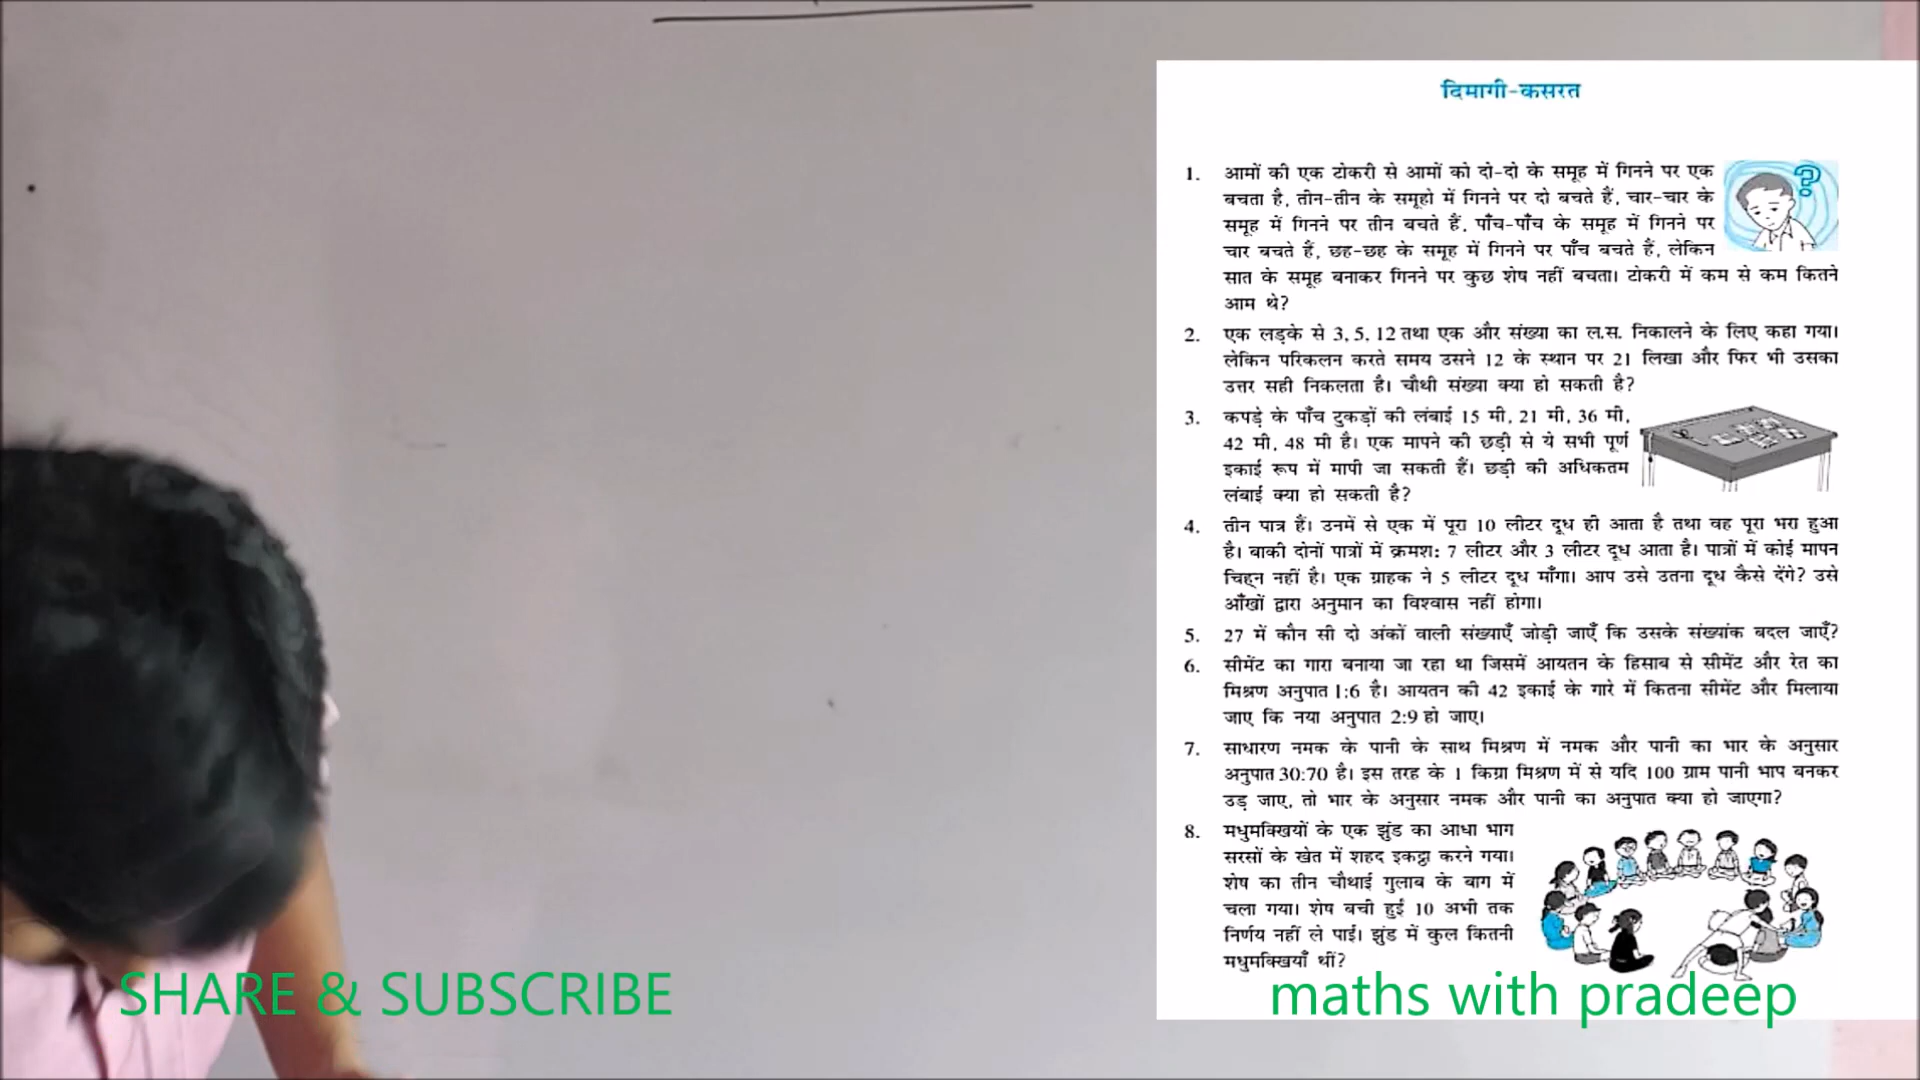 दिमागी-कसरत
1. आमों की एक टोकरी से आमों को दो-दो के समूह में गिनने पर एक
बचता है, तीन-तीन के समूहो में गिनने पर दो बचते हैं, चार-चार के
समूह में गिनने पर तीन बचते हैं, पाँच-पाँच के समूह में गिनने पर
चार बचते हैं, छह-छह के समूह में गिनने पर पाँच बचते हैं, लेकिन
सात के समूह बनाकर गिनने पर कुछ शेष नहीं बचता। टोकरी में कम से कम कितने
आम थे?
2. एक लड़के से 3, 5, 12 तथा एक और संख्या का ल.स. निकालने के लिए कहा गया।
लेकिन परिकलन करते समय उसने 12 के स्थान पर 21 लिखा और फिर भी उसका
उत्तर सही निकलता है। चौथी संख्या क्या हो सकती है?
3. कपड़े के पाँच टुकड़ों की लंबाई 15 मी, 21 मी, 36 मी,
42 मी, 48 मी है। एक मापने की छड़ी से ये सभी पूर्ण
इकाई रूप में मापी जा सकती हैं। छड़ी की अधिकतम
लंबाई क्या हो सकती है?
4. तीन पात्र हैं। उनमें से एक में पूरा 10 लीटर दूध ही आता है तथा वह पूरा भरा हुआ
है। बाकी दोनों पात्रों में क्रमश: 7 लीटर और 3 लीटर दूध आता है। पात्रों में कोई मापन
चिह्न नहीं है। एक ग्राहक ने 5 लीटर दूध माँगा। आप उसे उतना दूध कैसे देंगे? उसे
आँखों द्वारा अनुमान का विश्वास नहीं होगा।
5. 27 में कौन सी दो अंकों वाली संख्याएँ जोड़ी जाएँ कि उसके संख्यांक बदल जाएँ?
6. सीमेंट का गारा बनाया जा रहा था जिसमें आयतन के हिसाब से सीमेंट और रेत का
मिश्रण अनुपात 1:6 है। आयतन की 42 इकाई के गारे में कितना सीमेंट और मिलाया
जाए कि नया अनुपात 2:9 हो जाए।
7. साधारण नमक के पानी के साथ मिश्रण में नमक और पानी का भार के अनुसार
अनुपात 30:70 है। इस तरह के 1 किग्रा मिश्रण में से यदि 100 ग्राम पानी भाप बनकर
उड़ जाए, तो भार के अनुसार नमक और पानी का अनुपात क्या हो जाएगा?
8. मधुमक्खियों के एक झुंड का आधा भाग
सरसों के खेत में शहद इकट्ठा करने गया।
शेष का तीन चौथाई गुलाब के बाग में
चला गया। शेष बची हुई 10 अभी तक
निर्णय नहीं ले पाईं। झुंड में कुल कितनी
मधुमक्खियाँ थीं?
SHARE & SUBSCRIBE
maths with pradeep